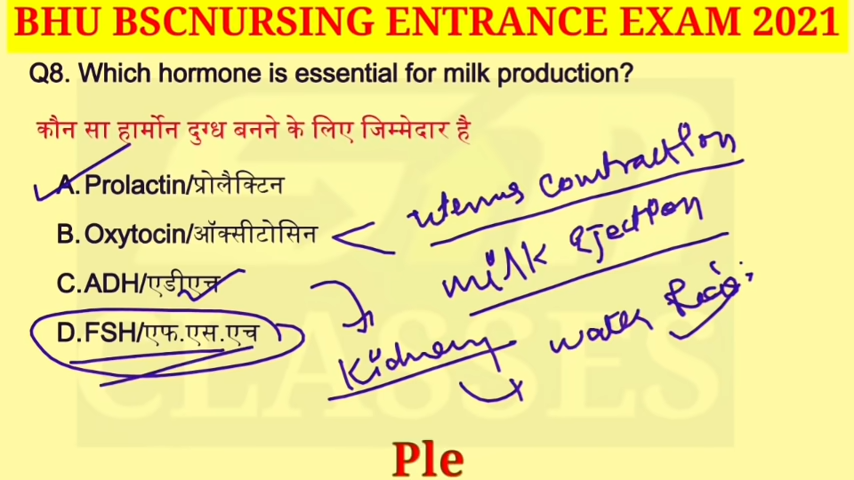 BHU BSCNURSING ENTRANCE EXAM 2021
Q8. Which hormone is essential for milk production?
कौन सा हार्मोन दुग्ध बनने के लिए जिम्मेदार है
A. Prolactin/प्रोलैक्टिन
B. Oxytocin/ऑक्सीटोसिन
C. ADH/एडीएच
D. FSH/एफ.एस.एच
uterus contraction
milk ejection
Kidney water
CLASSES
Ple